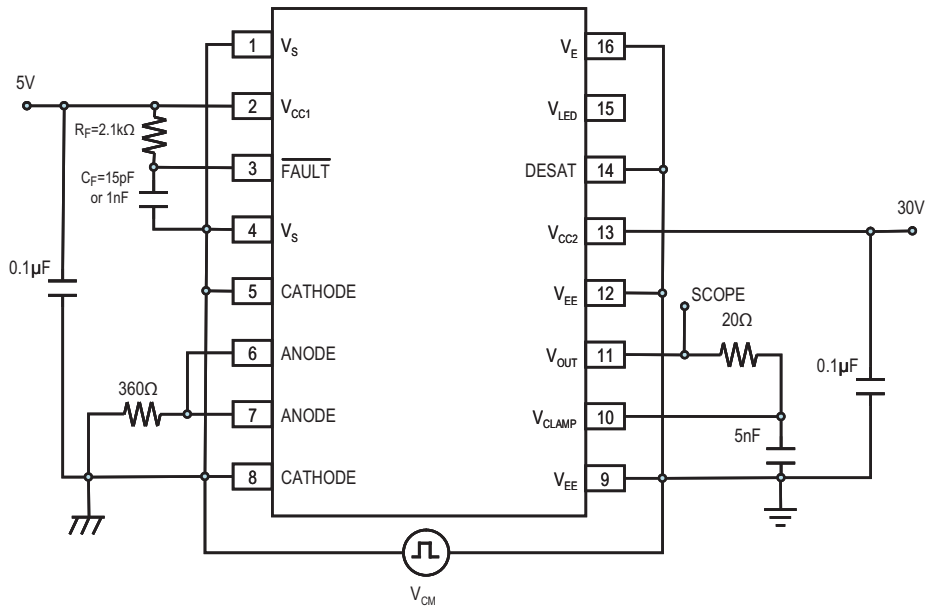 1 V_S
2 V_CC1
3 F̅A̅U̅L̅T̅
4 V_S
5 CATHODE
6 ANODE
7 ANODE
8 CATHODE
V_E 16
V_LED 15
DESAT 14
V_CC2 13
V_EE 12
V_OUT 11
V_CLAMP 10
V_EE 9
5V
R_F=2.1kΩ
C_F=15pF
or 1nF
0.1µF
360Ω
30V
SCOPE
20Ω
0.1µF
5nF
V_CM